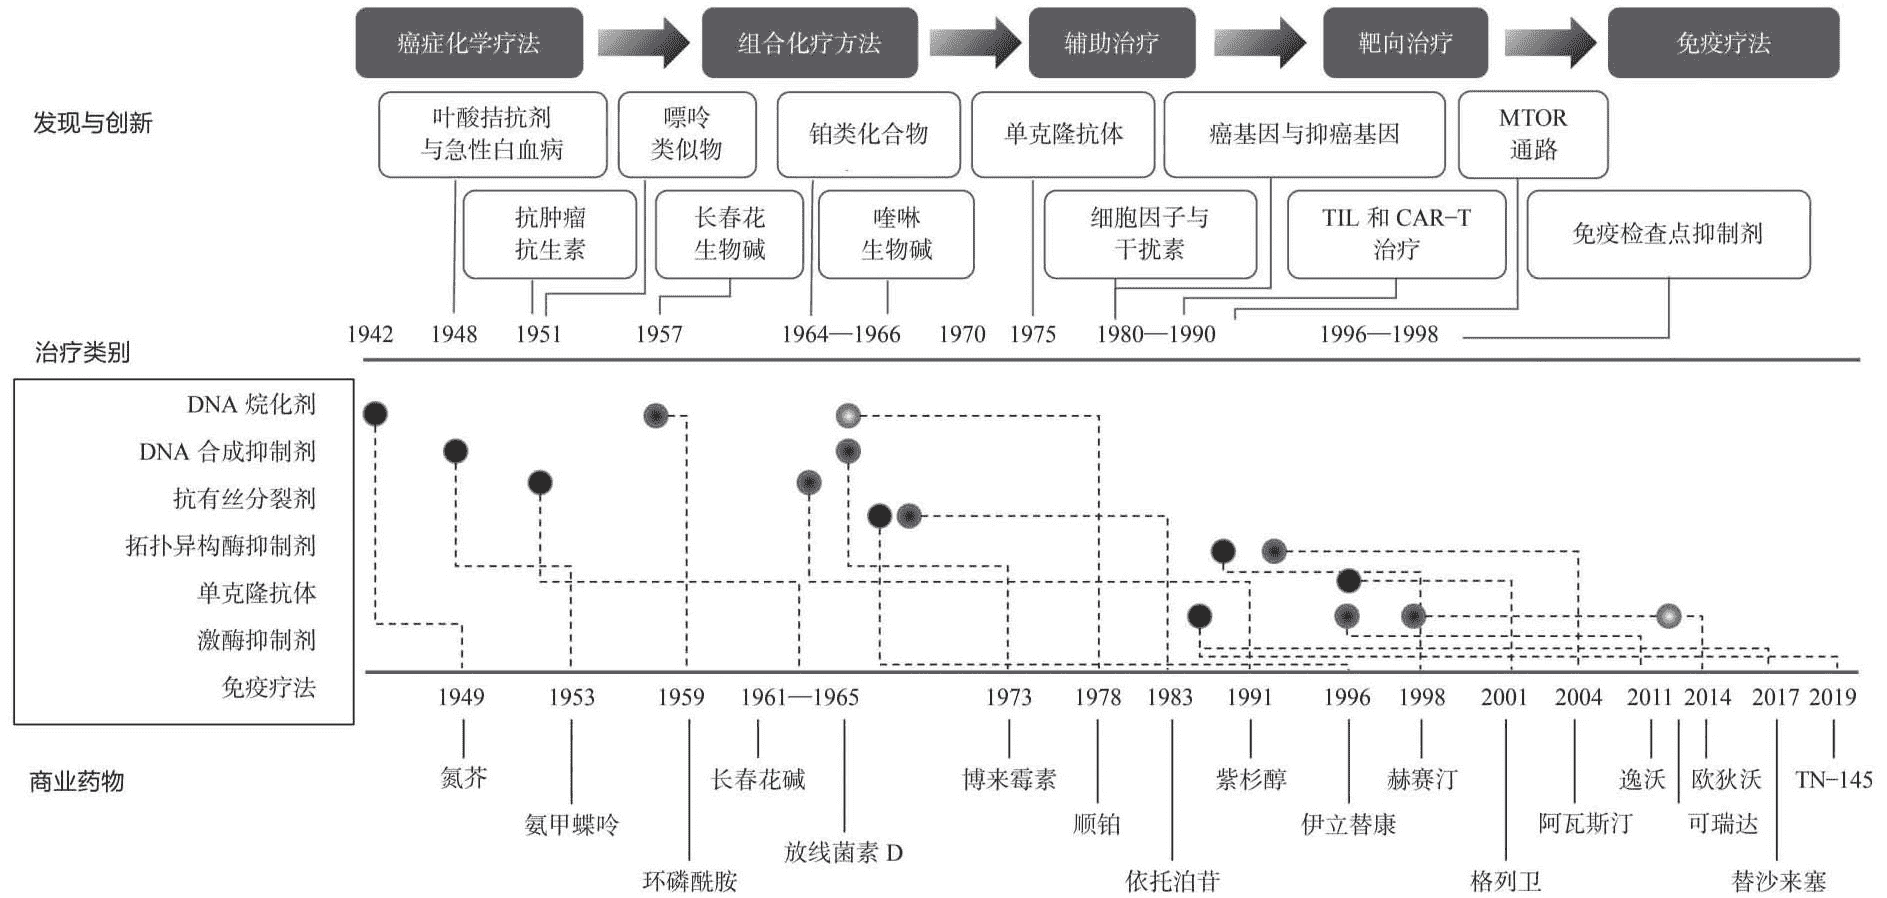 癌症化学疗法
组合化疗方法
辅助治疗
靶向治疗
免疫疗法
发现与创新
叶酸拮抗剂
与急性白血病
嘌呤
类似物
铂类化合物
单克隆抗体
癌基因与抑癌基因
MTOR
通路
抗肿瘤
抗生素
长春花
生物碱
喹啉
生物碱
细胞因子与
干扰素
TIL 和 CAR-T
治疗
免疫检查点抑制剂
1942
1948
1951
1957
1964—1966
1970
1975
1980—1990
1996—1998
治疗类别
DNA 烷化剂
DNA 合成抑制剂
抗有丝分裂剂
拓扑异构酶抑制剂
单克隆抗体
激酶抑制剂
免疫疗法
1949
1953
1959
1961—1965
1973
1978
1983
1991
1996
1998
2001
2004
2011
2014
2017
2019
商业药物
氮芥
氨甲蝶呤
环磷酰胺
长春花碱
放线菌素 D
博来霉素
顺铂
依托泊苷
紫杉醇
伊立替康
赫赛汀
格列卫
阿瓦斯汀
逸沃
可瑞达
欧狄沃
替沙来塞
TN-145